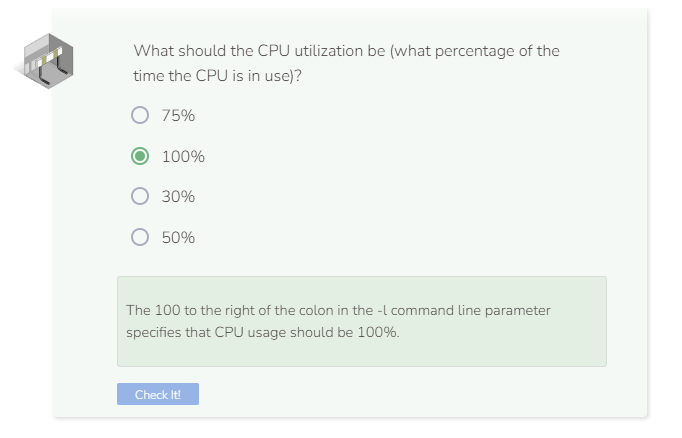 What should the CPU utilization be (what percentage of the
time the CPU is in use)?
75%
100%
30%
50%
The 100 to the right of the colon in the -l command line parameter
specifies that CPU usage should be 100%.
Check It!